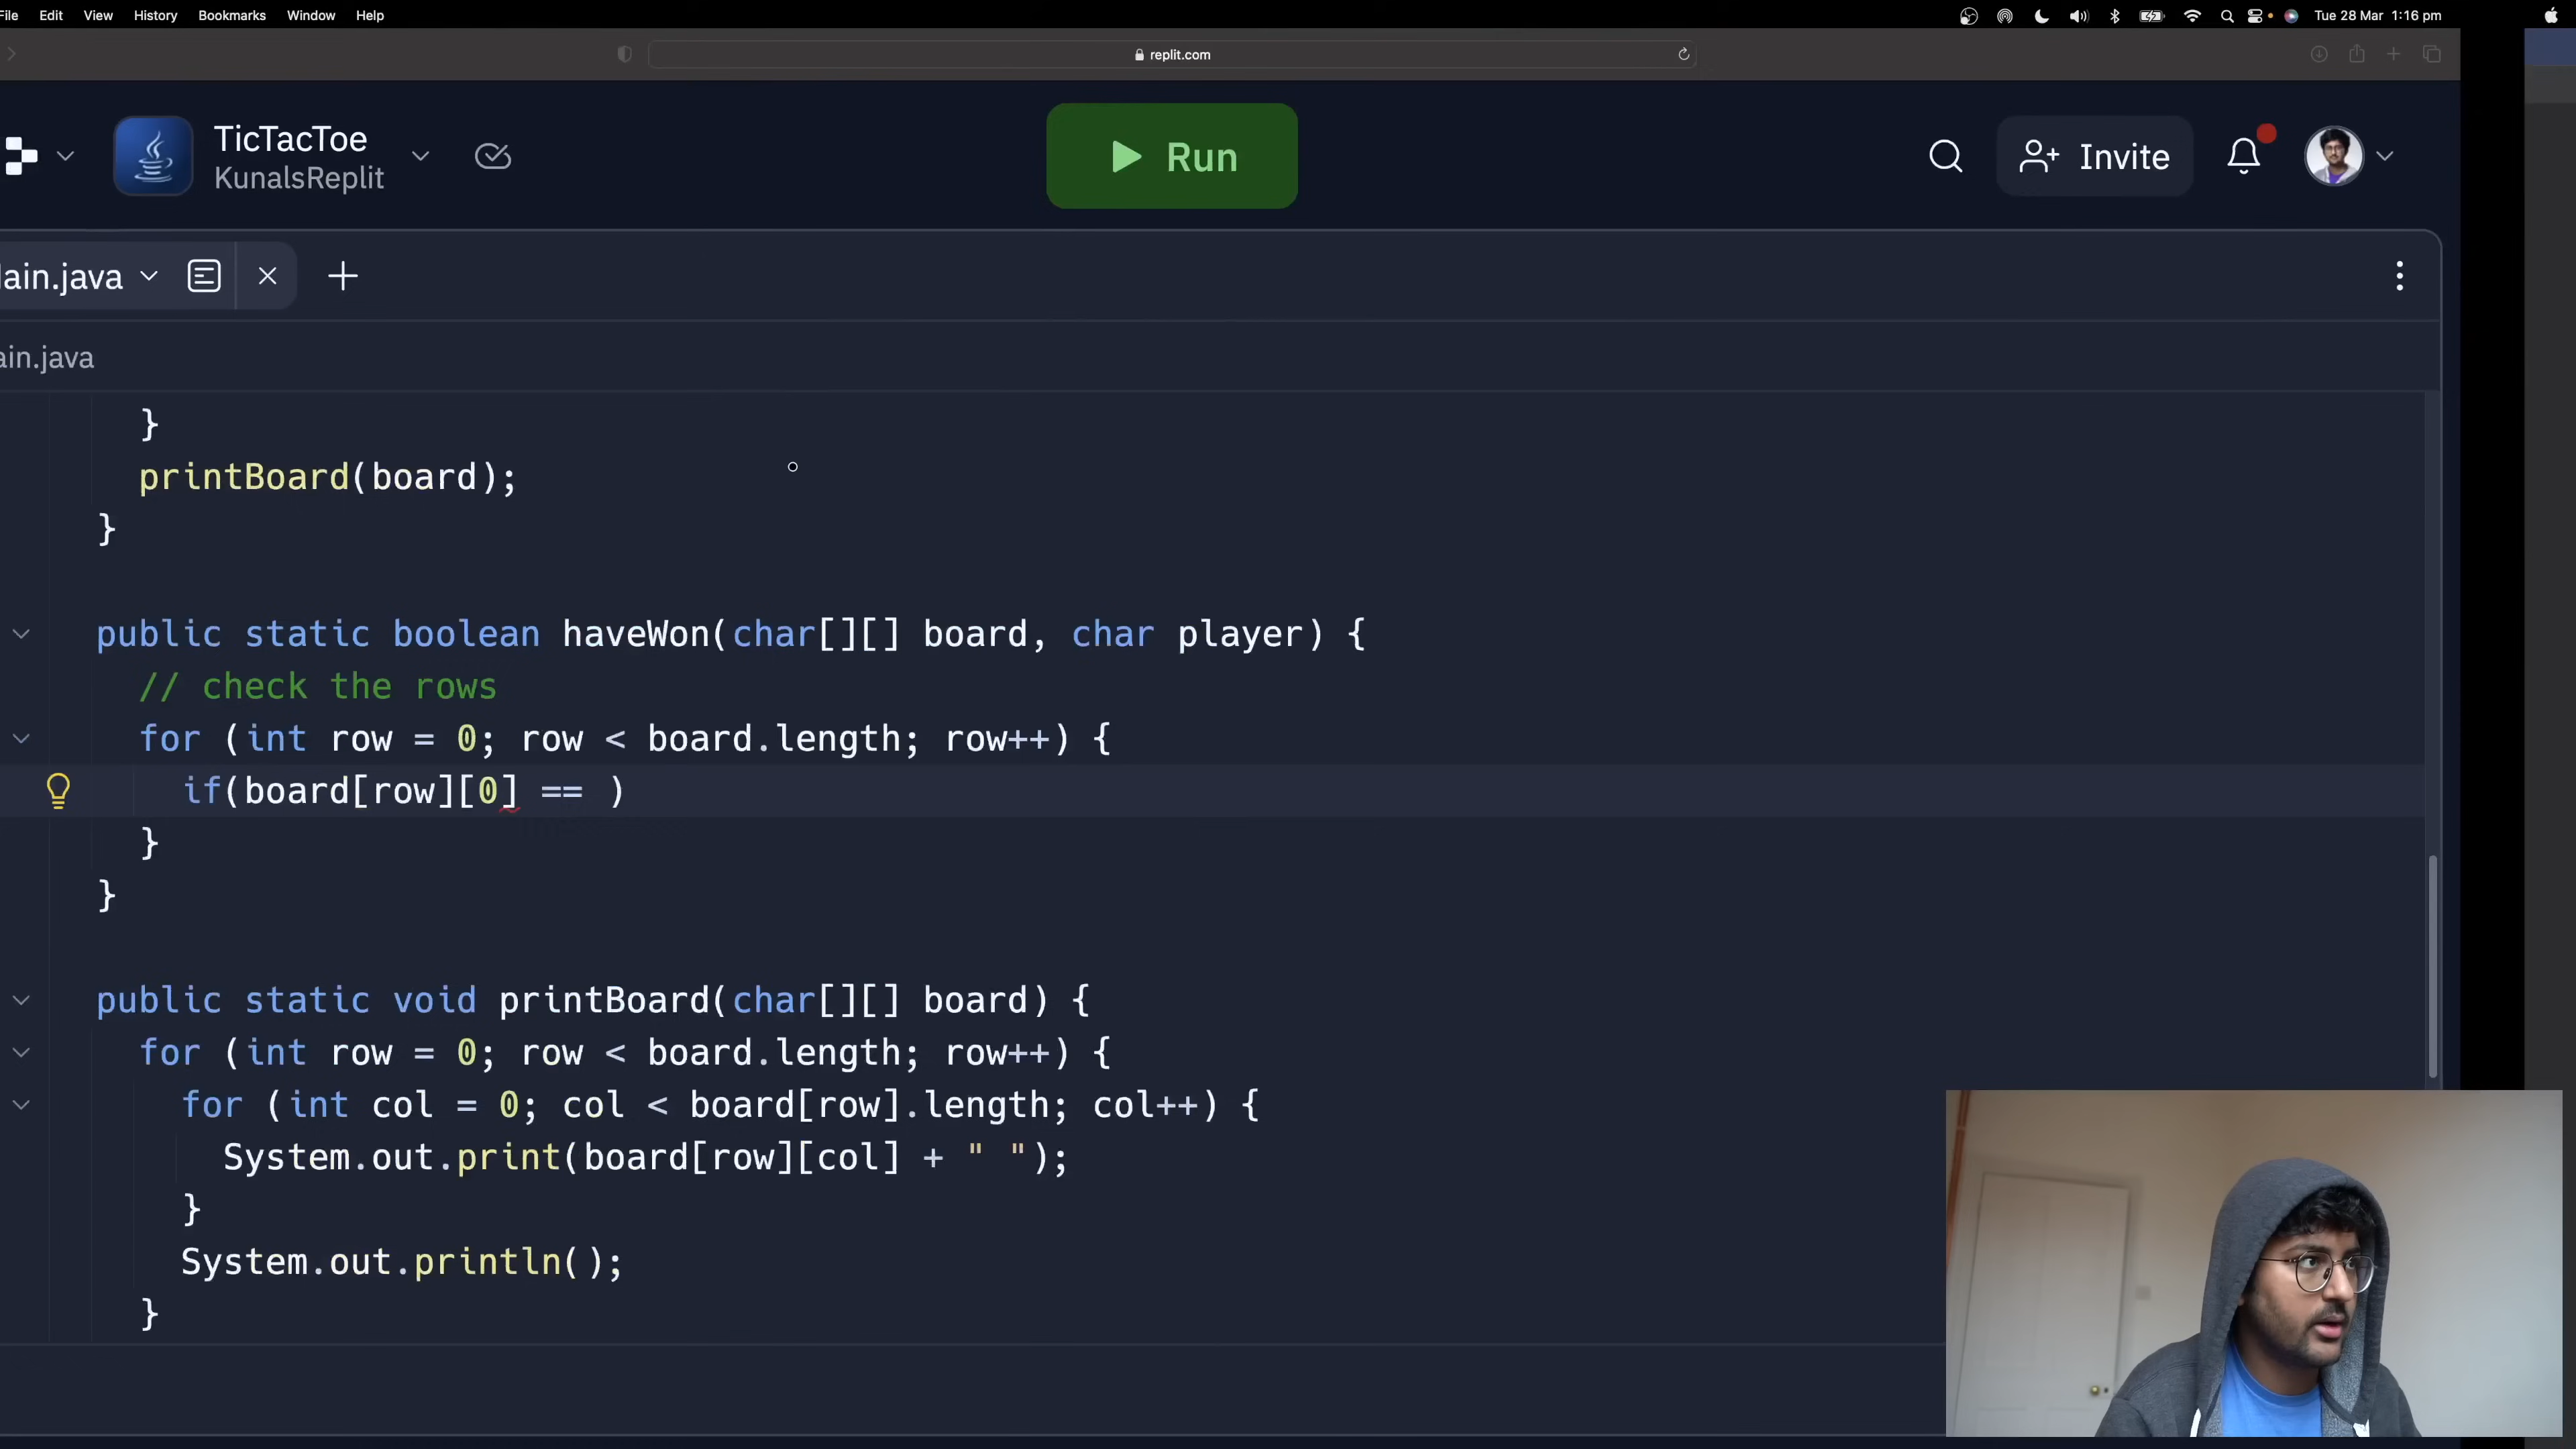 File Edit View History Bookmarks Window Help Tue 28 Mar 1:16 pm
replit.com
TicTacToe
KunalsReplit
Run
Invite
ain.java
ain.java
}
printBoard(board);
}
public static boolean haveWon(char[][] board, char player) {
// check the rows
for (int row = 0; row < board.length; row++) {
if(board[row][0] == )
}
}
public static void printBoard(char[][] board) {
for (int row = 0; row < board.length; row++) {
for (int col = 0; col < board[row].length; col++) {
System.out.print(board[row][col] + " ");
}
System.out.println();
}